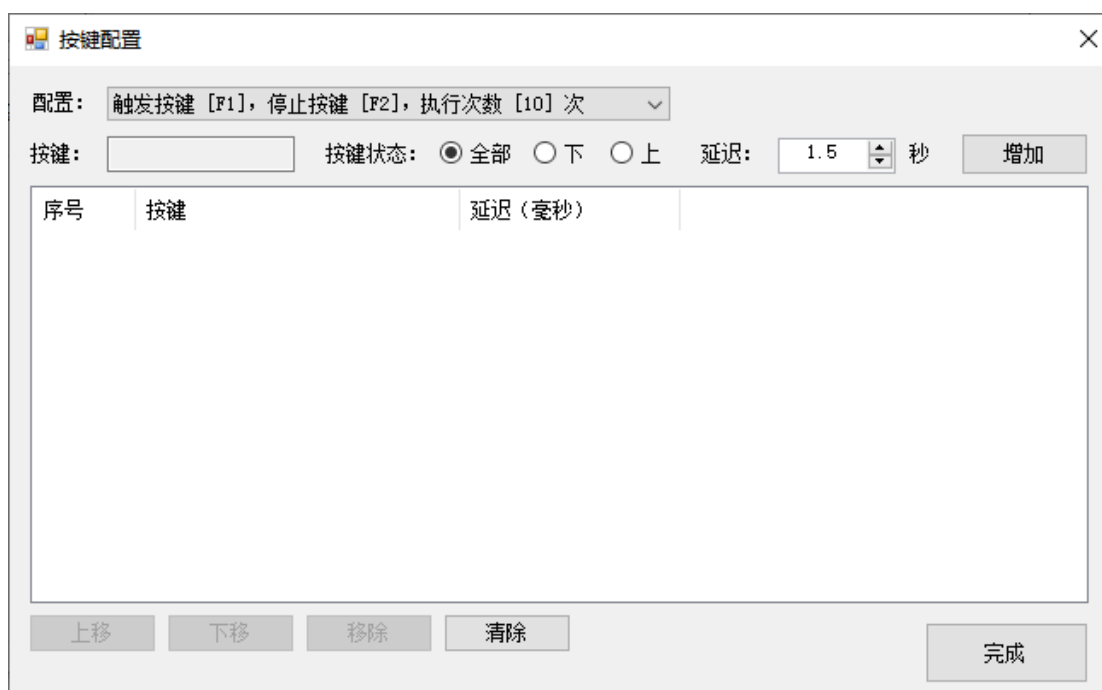 按键配置
配置: 触发按键 [F1], 停止按键 [F2], 执行次数 [10] 次
按键: 按键状态: 全部 下 上 延迟: 1.5 秒 增加
序号 按键 延迟（毫秒）
上移 下移 移除 清除
完成